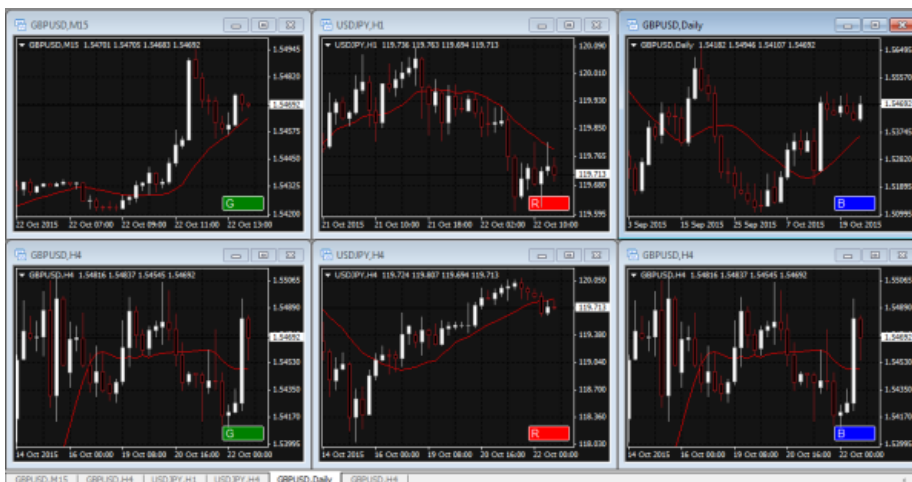 GBPUSD,M15
GBPUSD,M15 1.54701 1.54705 1.54683 1.54692
1.54945
1.54820
1.54692
1.54575
1.54450
1.54325
1.54200
22 Oct 2015 22 Oct 07:00 22 Oct 09:00 22 Oct 11:00 22 Oct 13:00
G
USDJPY,H1
USDJPY,H1 119.736 119.763 119.694 119.713
120.090
120.010
119.930
119.850
119.765
119.713
119.680
119.595
21 Oct 2015 21 Oct 10:00 21 Oct 18:00 22 Oct 02:00 22 Oct 10:00
R
GBPUSD,Daily
GBPUSD,Daily 1.54182 1.54946 1.54107 1.54692
1.56495
1.55570
1.54692
1.53745
1.52820
1.51895
1.50995
3 Sep 2015 15 Sep 2015 25 Sep 2015 7 Oct 2015 19 Oct 2015
B
GBPUSD,H4
GBPUSD,H4 1.54816 1.54837 1.54545 1.54692
1.55065
1.54890
1.54692
1.54530
1.54350
1.54170
1.53995
14 Oct 2015 16 Oct 00:00 19 Oct 08:00 20 Oct 16:00 22 Oct 00:00
G
USDJPY,H4
USDJPY,H4 119.724 119.807 119.694 119.713
120.050
119.713
119.380
119.040
118.700
118.360
118.030
14 Oct 2015 16 Oct 00:00 19 Oct 08:00 20 Oct 16:00 22 Oct 00:00
R
GBPUSD,H4
GBPUSD,H4 1.54816 1.54837 1.54545 1.54692
1.55065
1.54890
1.54692
1.54530
1.54350
1.54170
1.53995
14 Oct 2015 16 Oct 00:00 19 Oct 08:00 20 Oct 16:00 22 Oct 00:00
B
GBPUSD,M15 GBPUSD,H4 USDJPY,H1 USDJPY,H4 GBPUSD,Daily GBPUSD,H4